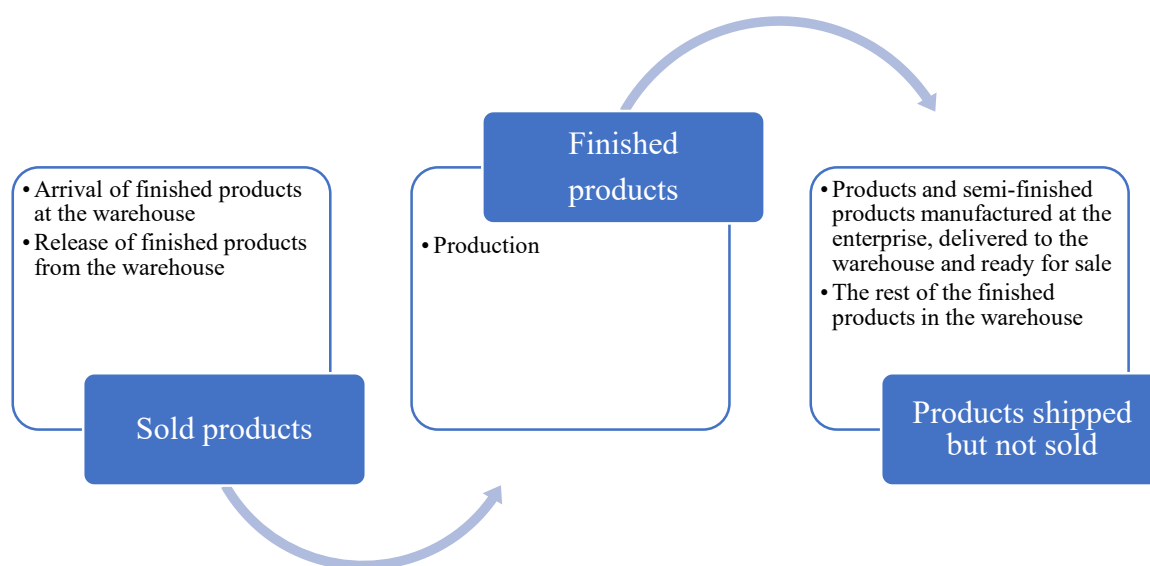 • Arrival of finished products
at the warehouse
• Release of finished products
from the warehouse
Sold products
Finished
products
• Production
• Products and semi-finished
products manufactured at the
enterprise, delivered to the
warehouse and ready for sale
• The rest of the finished
products in the warehouse
Products shipped
but not sold